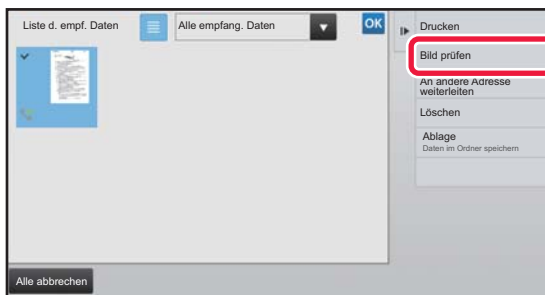 Liste d. empf. Daten
Alle empfang. Daten
OK
Drucken
Bild prüfen
An andere Adresse
weiterleiten
Löschen
Ablage
Daten im Ordner speichern
Alle abbrechen